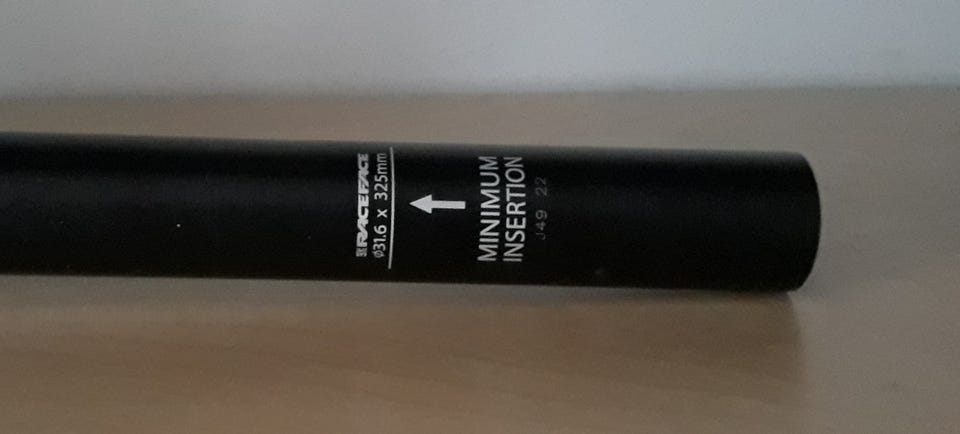 RACEFACE
ø31.6 x 325mm
MINIMUM
INSERTION
J49 22